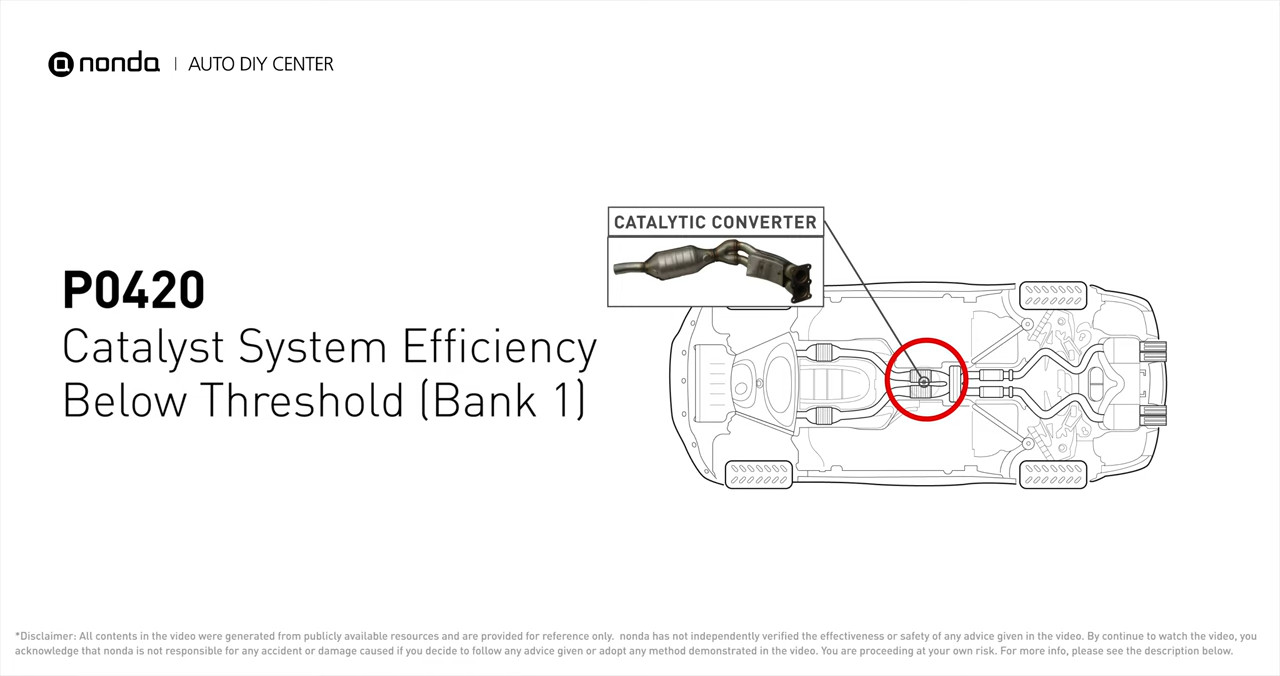 nonda | AUTO DIY CENTER
CATALYTIC CONVERTER
P0420
Catalyst System Efficiency
Below Threshold (Bank 1)
*Disclaimer: All contents in the video were generated from publicly available resources and are provided for reference only.  nonda has not independently verified the effectiveness or safety of any advice given in the video. By continue to watch the video, you
acknowledge that nonda is not responsible for any accident or damage caused if you decide to follow any advice given or adopt any method demonstrated in the video. You are proceeding at your own risk. For more info, please see the description below.